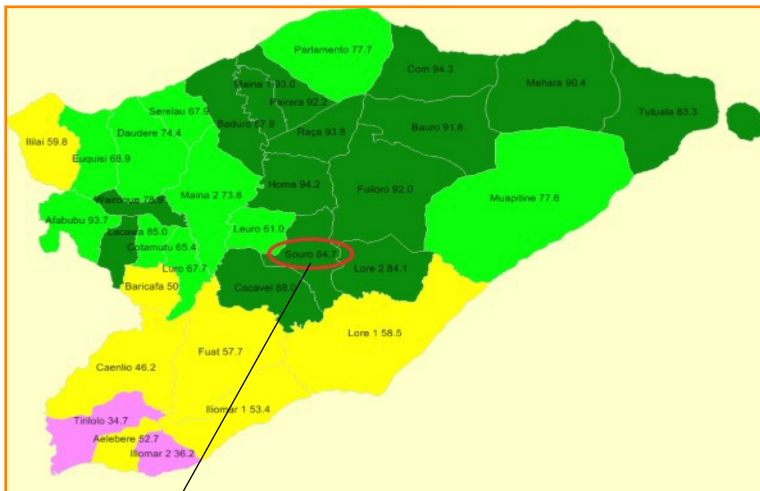 Parlamento 77.7
Com 94.3
Mehara 90.4
Tutuala 83.3
Maina 1 93.0
Pairara 92.2
Serelau 67.9
Baduro 67.9
Daudere 74.4
Raça 93.8
Bauro 91.6
Ililai 59.8
Euquisi 68.9
Home 94.2
Fuiloro 92.0
Maina 2 73.8
Muapitine 77.6
Wairoque 78.9
Afabubu 93.7
Lacawa 85.0
Leuro 61.0
Cotamutu 65.4
Souro 84.7
Luro 67.7
Lore 2 84.1
Baricafa 50
Cacavei 88.0
Lore 1 58.5
Fuat 57.7
Caenlio 46.2
Iliomar 1 53.4
Tirilolo 34.7
Aelebere 52.7
Iliomar 2 36.2